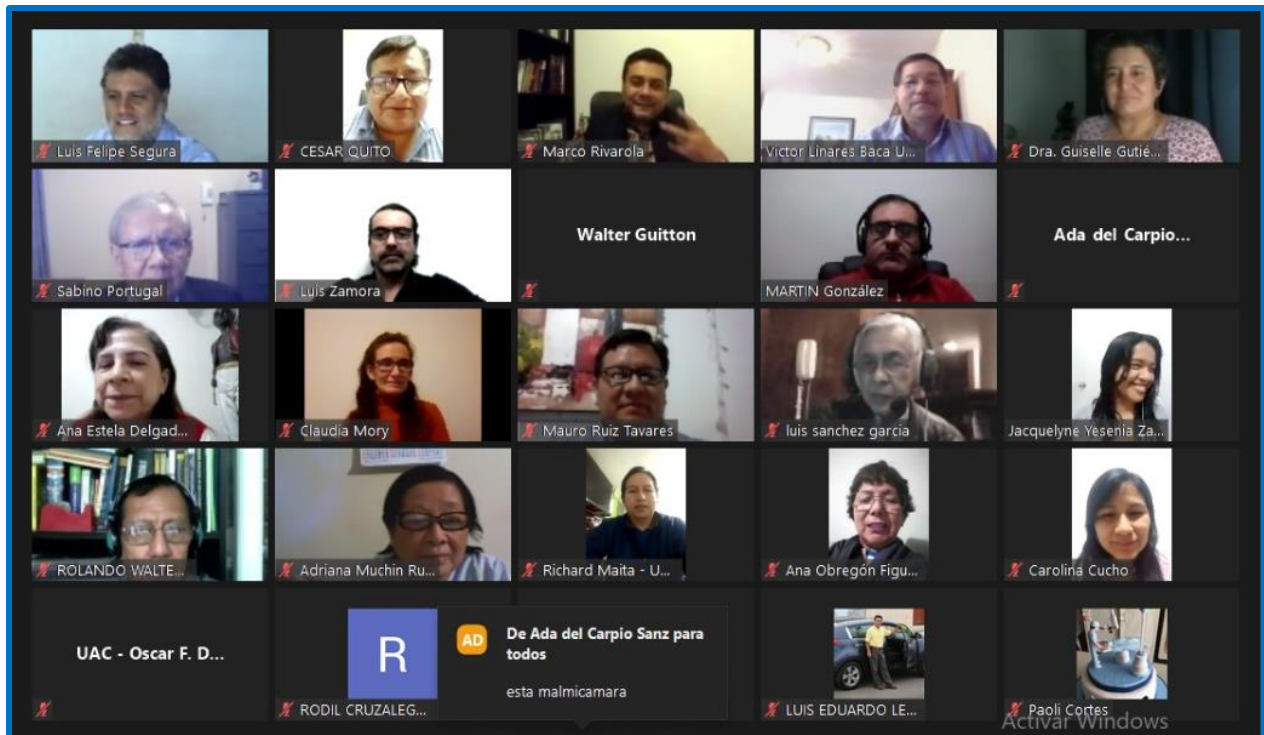 Luis Felipe Segura
CESAR QUITO
Marco Rivarola
Victor Linares Baca U...
Dra. Guiselle Gutié...
Sabino Portugal
Luis Zamora
Walter Guitton
MARTIN González
Ada del Carpio...
Ana Estela Delgad...
Claudia Mory
Mauro Ruiz Tavares
luis sanchez garcia
Jacquelyne Yesenia Za...
ROLANDO WALTE...
Adriana Muchin Ru...
Richard Maita - U...
Ana Obregón Figu...
Carolina Cucho
UAC - Oscar F. D...
R
RODIL CRUZALEG...
AD
De Ada del Carpio Sanz para
todos
esta malmicamara
LUIS EDUARDO LE...
Paoli Cortes
Activar Windows